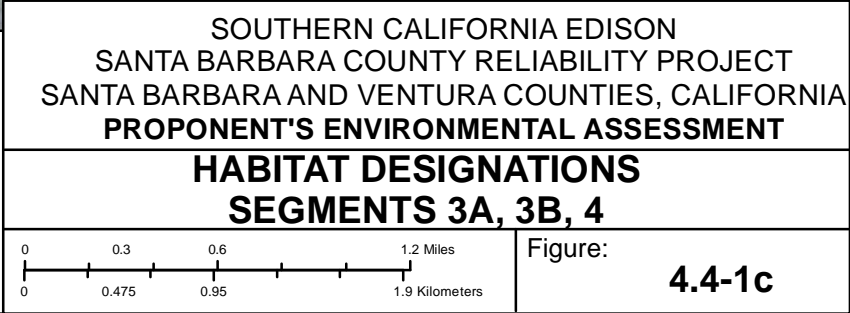 SOUTHERN CALIFORNIA EDISON
SANTA BARBARA COUNTY RELIABILITY PROJECT
SANTA BARBARA AND VENTURA COUNTIES, CALIFORNIA
PROPONENT'S ENVIRONMENTAL ASSESSMENT
HABITAT DESIGNATIONS
SEGMENTS 3A, 3B, 4
0 0.3 0.6 1.2 Miles
0 0.475 0.95 1.9 Kilometers
Figure:
4.4-1c